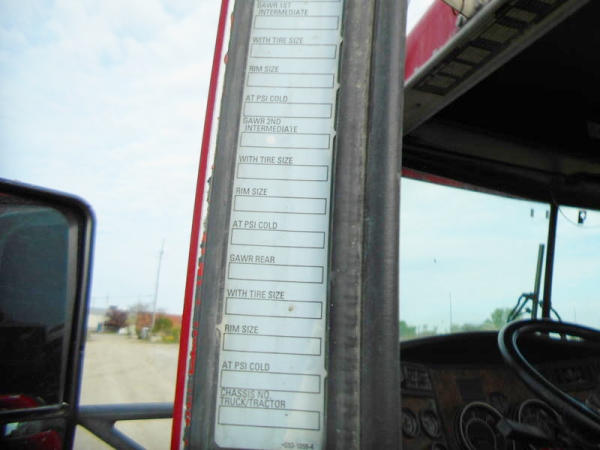 GAWR 1ST
INTERMEDIATE
WITH TIRE SIZE
RIM SIZE
AT PSI COLD
GAWR 2ND
INTERMEDIATE
WITH TIRE SIZE
RIM SIZE
AT PSI COLD
GAWR REAR
WITH TIRE SIZE
RIM SIZE
AT PSI COLD
CHASSIS NO.
TRUCK/TRACTOR